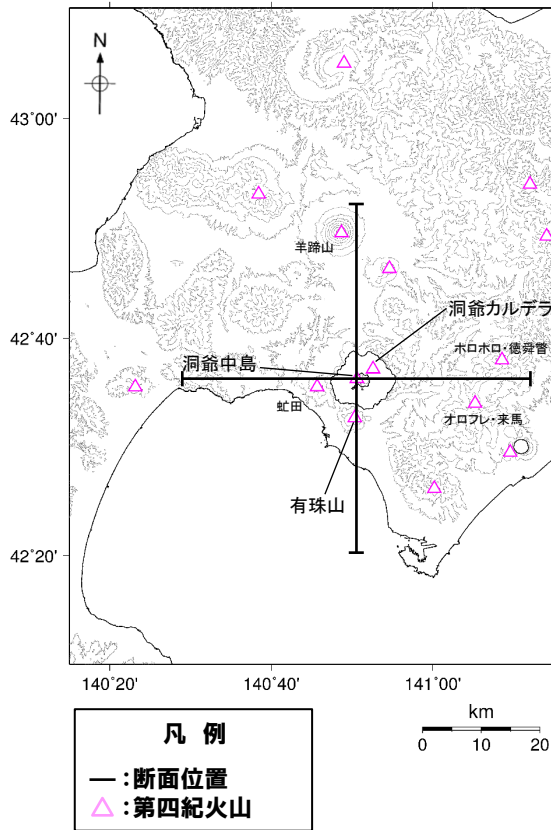 N
43°00'
羊蹄山
洞爺カルデラ
42°40'
ホロホロ・徳舜瞥
洞爺中島
虻田
オロフレ・来馬
有珠山
42°20'
140°20'
140°40'
141°00'
km
0 10 20
凡 例
― : 断面位置
△ : 第四紀火山